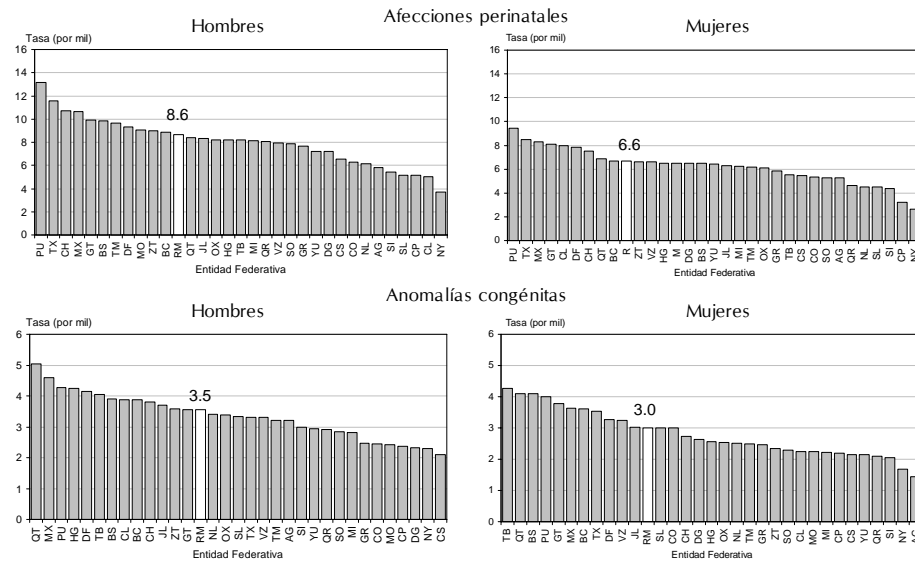 Afecciones perinatales
Hombres
Tasa (por mil)
16
14
12
10
8
6
4
2
0
8.6
PU TX CH MX GT BS TM DF MO ZT BC RM QT JL OX HG TB MI QR VZ SO GR YU DG CS CO NL AG SI SL CP CL NY
Entidad Federativa
Mujeres
Tasa (por mil)
16
14
12
10
8
6
4
2
0
6.6
PU TX MX GT CL DF CH QT BC R ZT VZ HG M DG BS YU JL MI TM OX GR TB CS CO SO AG QR NL SL SI CP NY
Entidad Federativa
Anomalías congénitas
Hombres
Tasa (por mil)
6
5
4
3
2
1
0
3.5
QT MX PU HG DF TB BS CL BC CH JL ZT GT RM NL OX SL TX VZ TM AG SI YU QR SO MI GR CO MO CP DG NY CS
Entidad Federativa
Mujeres
Tasa (por mil)
6
5
4
3
2
1
0
3.0
TB QT BS PU GT MX BC TX DF VZ JL RM SL CO CH DG HG OX NL TM GR ZT SO CL MO MI CP CS YU QR SI NY AG
Entidad Federativa